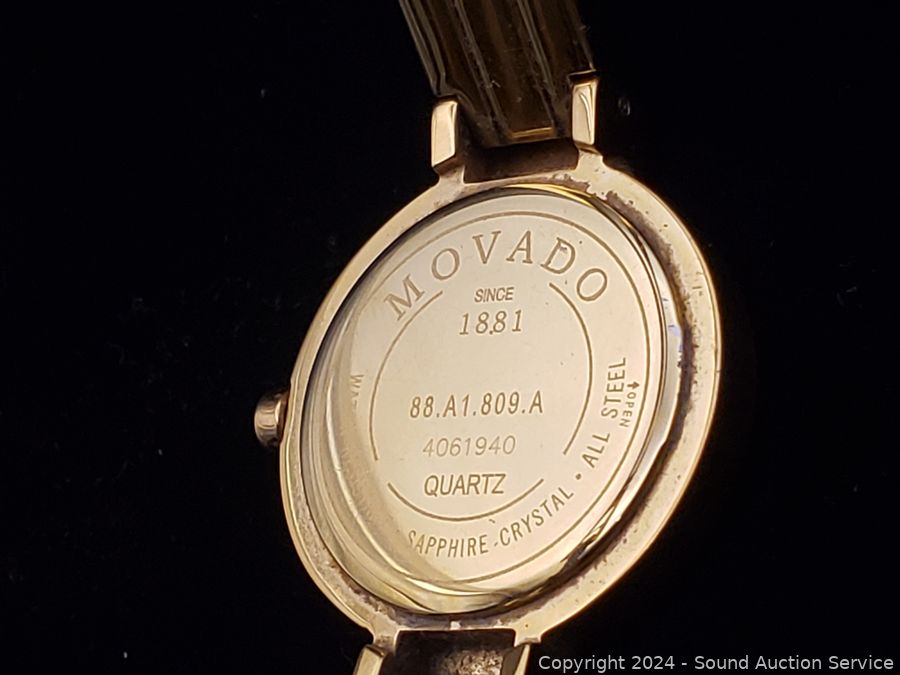 MOVADO
SINCE
1881
88.A1.809.A
4061940
QUARTZ
SAPPHIRE-CRYSTAL • ALL STEEL
OPEN
Copyright 2024 - Sound Auction Service